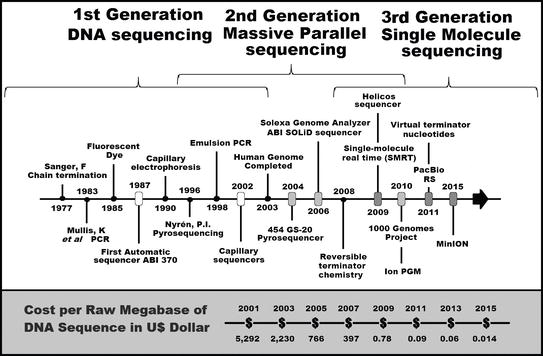 1st Generation
DNA sequencing
2nd Generation
Massive Parallel
sequencing
3rd Generation
Single Molecule
sequencing
Helicos
sequencer
Solexa Genome Analyzer
ABI SOLiD sequencer
Virtual terminator
nucleotides
Fluorescent
Dye
Emulsion PCR
Single-molecule
real time (SMRT)
Sanger, F
Chain termination
Capillary
electrophoresis
Human Genome
Completed
PacBio
RS
1983
1987
1996
2002
2004
2008
2010
2015
1977
1985
1990
1998
2003
2006
2009
2011
Mullis, K
et al PCR
Nyrén, P.I.
Pyrosequencing
454 GS-20
Pyrosequencer
1000 Genomes
Project
MinION
First Automatic
sequencer ABI 370
Capillary
sequencers
Reversible
terminator
chemistry
Ion PGM
Cost per Raw Megabase of
DNA Sequence in U$ Dollar
2001 2003 2005 2007 2009 2011 2013 2015
$ $ $ $ $ $ $ $
5,292 2,230 766 397 0.78 0.09 0.06 0.014